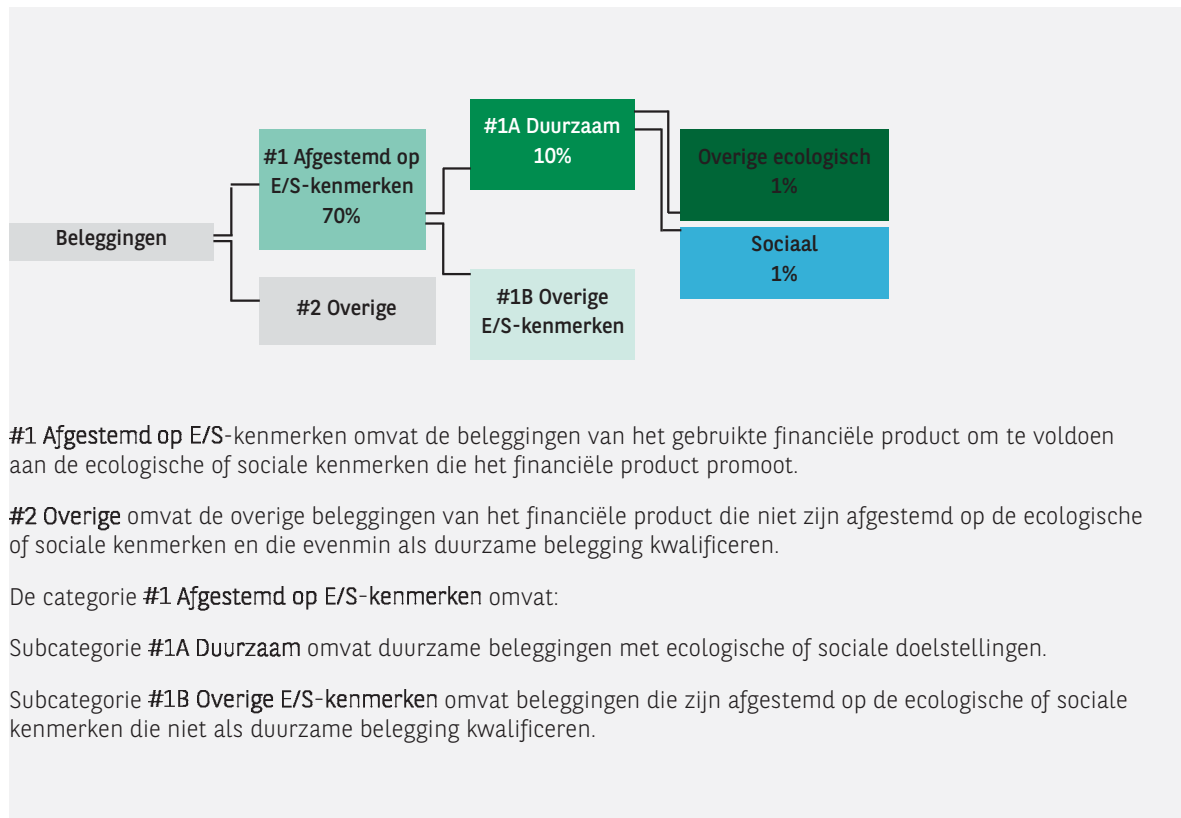 #1A Duurzaam
10%
#1 Afgestemd op
E/S-kenmerken
70%
Overige ecologisch
1%
Beleggingen
Sociaal
1%
#2 Overige
#1B Overige
E/S-kenmerken
#1 Afgestemd op E/S-kenmerken omvat de beleggingen van het gebruikte financiële product om te voldoen
aan de ecologische of sociale kenmerken die het financiële product promoot.
#2 Overige omvat de overige beleggingen van het financiële product die niet zijn afgestemd op de ecologische
of sociale kenmerken en die evenmin als duurzame belegging kwalificeren.
De categorie #1 Afgestemd op E/S-kenmerken omvat:
Subcategorie #1A Duurzaam omvat duurzame beleggingen met ecologische of sociale doelstellingen.
Subcategorie #1B Overige E/S-kenmerken omvat beleggingen die zijn afgestemd op de ecologische of sociale
kenmerken die niet als duurzame belegging kwalificeren.